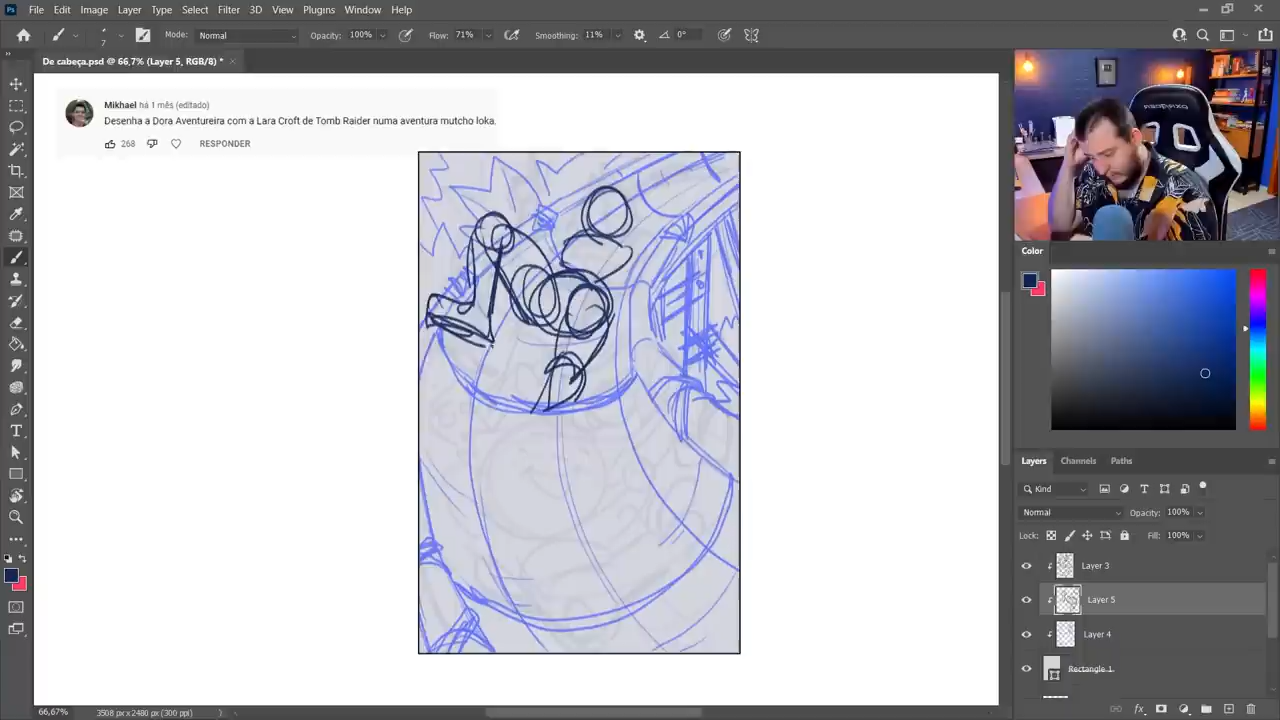 Ps File Edit Image Layer Type Select Filter 3D View Plugins Window Help
Mode: Normal Opacity: 100% Flow: 71% Smoothing: 11% 0°
7
De cabeça.psd @ 66,7% (Layer 5, RGB/8) *
Mikhael há 1 mês (editado)
Desenha a Dora Aventureira com a Lara Croft de Tomb Raider numa aventura mutcho loka.
268 RESPONDER
Color
Layers Channels Paths
Kind
Normal Opacity: 100%
Lock: Fill: 100%
Layer 3
Layer 5
Layer 4
Rectangle 1
66,67% 3508 px x 2480 px (300 ppi)